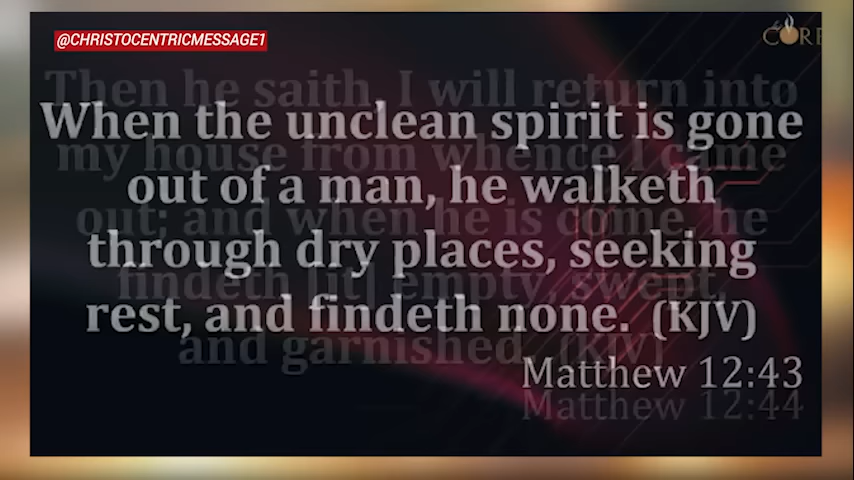 @CHRISTOCENTRICMESSAGE1
CORE
Then he saith, I will return into
When the unclean spirit is gone
my house from whence I came
out of a man, he walketh
out; and when he is come, he
through dry places, seeking
findeth [it] empty, swept,
rest, and findeth none. (KJV)
and garnished. (KJV)
Matthew 12:43
Matthew 12:44